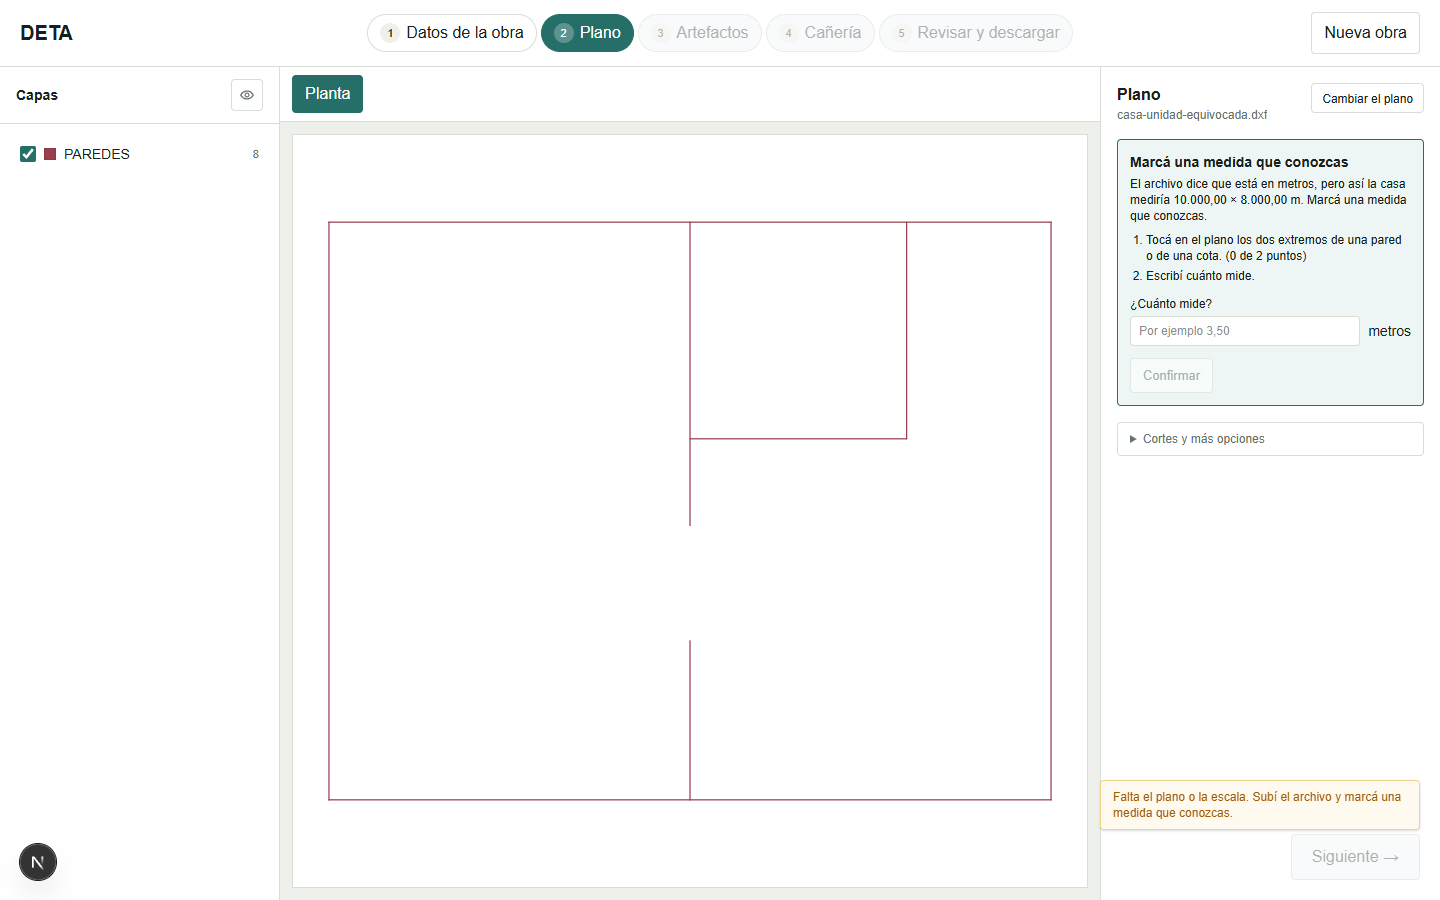 DETA
1 Datos de la obra
2 Plano
3 Artefactos
4 Cañería
5 Revisar y descargar
Nueva obra
Capas
PAREDES 8
Planta
Plano
casa-unidad-equivocada.dxf
Cambiar el plano
Marcá una medida que conozcas
El archivo dice que está en metros, pero así la casa
mediría 10.000,00 × 8.000,00 m. Marcá una medida
que conozcas.
1. Tocá en el plano los dos extremos de una pared
o de una cota. (0 de 2 puntos)
2. Escribí cuánto mide.
¿Cuánto mide?
Por ejemplo 3,50 metros
Confirmar
Cortes y más opciones
Falta el plano o la escala. Subí el archivo y marcá una
medida que conozcas.
Siguiente →
N